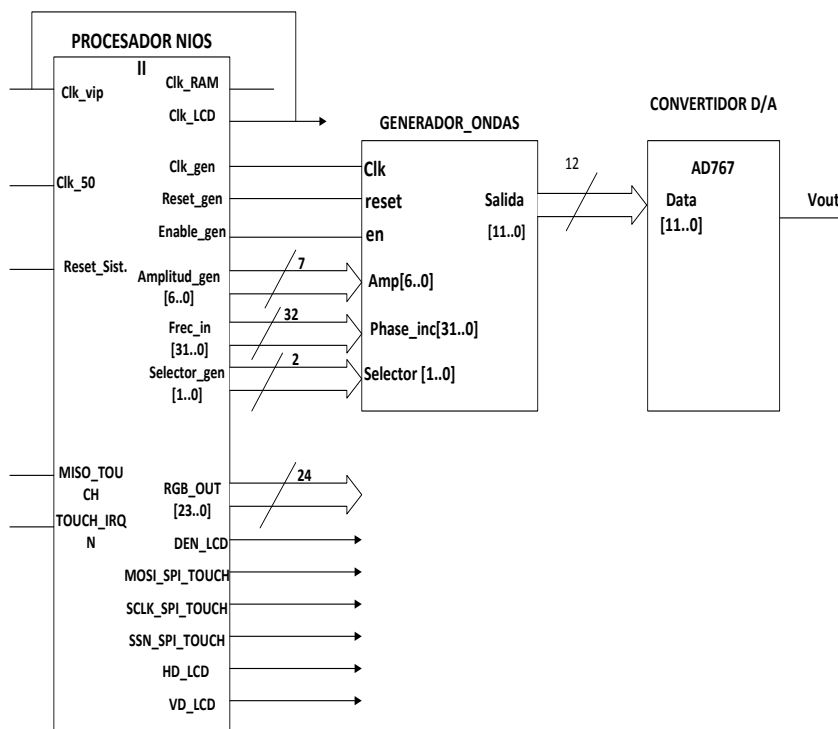 PROCESADOR NIOS
II
Clk_vip
Clk_50
Reset_Sist.
MISO_TOU
CH
TOUCH_IRQ
N
Clk_RAM
Clk_LCD
Clk_gen
Reset_gen
Enable_gen
Amplitud_gen
[6..0]
7
Frec_in
[31..0]
32
Selector_gen
[1..0]
2
RGB_OUT
[23..0]
24
DEN_LCD
MOSI_SPI_TOUCH
SCLK_SPI_TOUCH
SSN_SPI_TOUCH
HD_LCD
VD_LCD
GENERADOR_ONDAS
Clk
reset
en
Amp[6..0]
Phase_inc[31..0]
Selector [1..0]
Salida
[11..0]
12
CONVERTIDOR D/A
AD767
Data
[11..0]
Vout